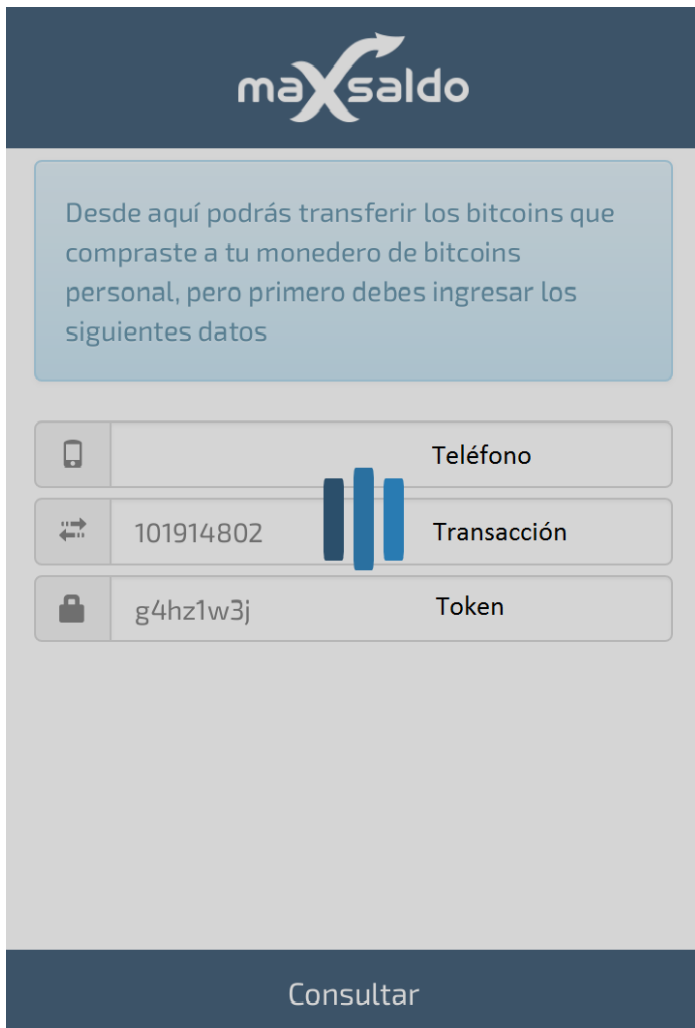 maxsaldo
Desde aquí podrás transferir los bitcoins que
compraste a tu monedero de bitcoins
personal, pero primero debes ingresar los
siguientes datos
Teléfono
101914802 Transacción
g4hz1w3j Token
Consultar